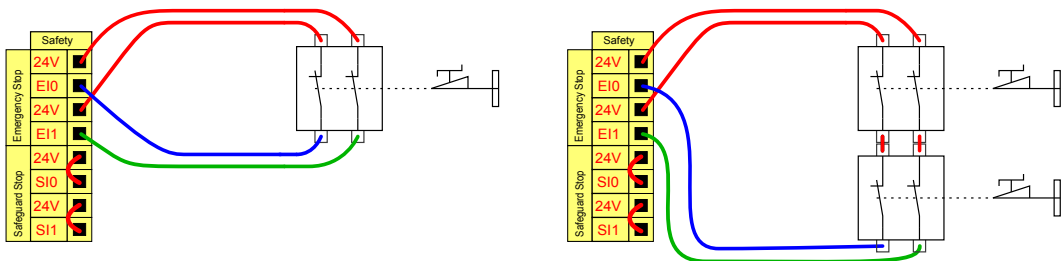 Safety
Emergency Stop
24V
EI0
24V
EI1
Safeguard Stop
24V
SI0
24V
SI1
Safety
Emergency Stop
24V
EI0
24V
EI1
Safeguard Stop
24V
SI0
24V
SI1